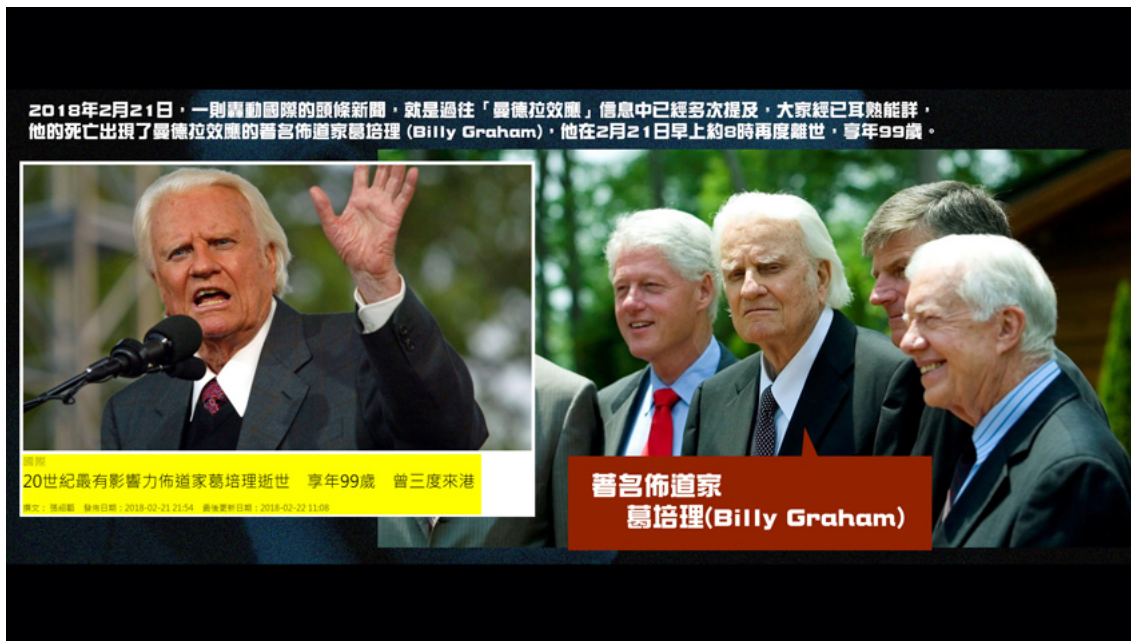 2018年2月21日，一則轟動國際的頭條新聞，就是過往「曼德拉效應」信息中已經多次提及，大家經已耳熟能詳，
他的死亡出現了曼德拉效應的著名佈道家葛培理 (Billy Graham)，他在2月21日早上約8時再度離世，享年99歲。
國際
20世紀最有影響力佈道家葛培理逝世 享年99歲 曾三度來港
撰文： 發佈日期：2018-02-21 21:54 最後更新日期：2018-02-22 11:08
著名佈道家
葛培理(Billy Graham)